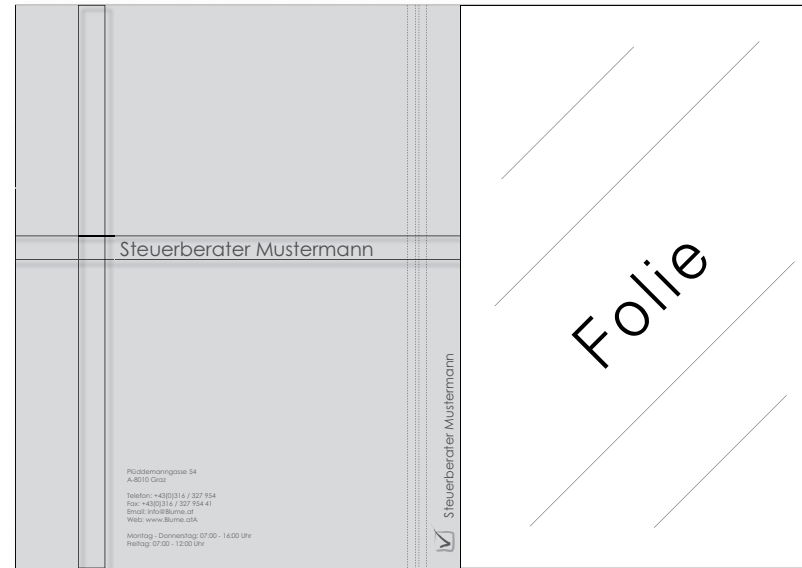 Steuerberater Mustermann
Plüddemanngasse 54
A-8010 Graz
Telefon: +43(0)316 / 327 954
Fax: +43(0)316 / 327 954 41
Email: info@Blume.at
Web: www.Blume.atA
Montag - Donnerstag: 07:00 - 16:00 Uhr
Freitag: 07:00 - 12:00 Uhr
Steuerberater Mustermann
Folie